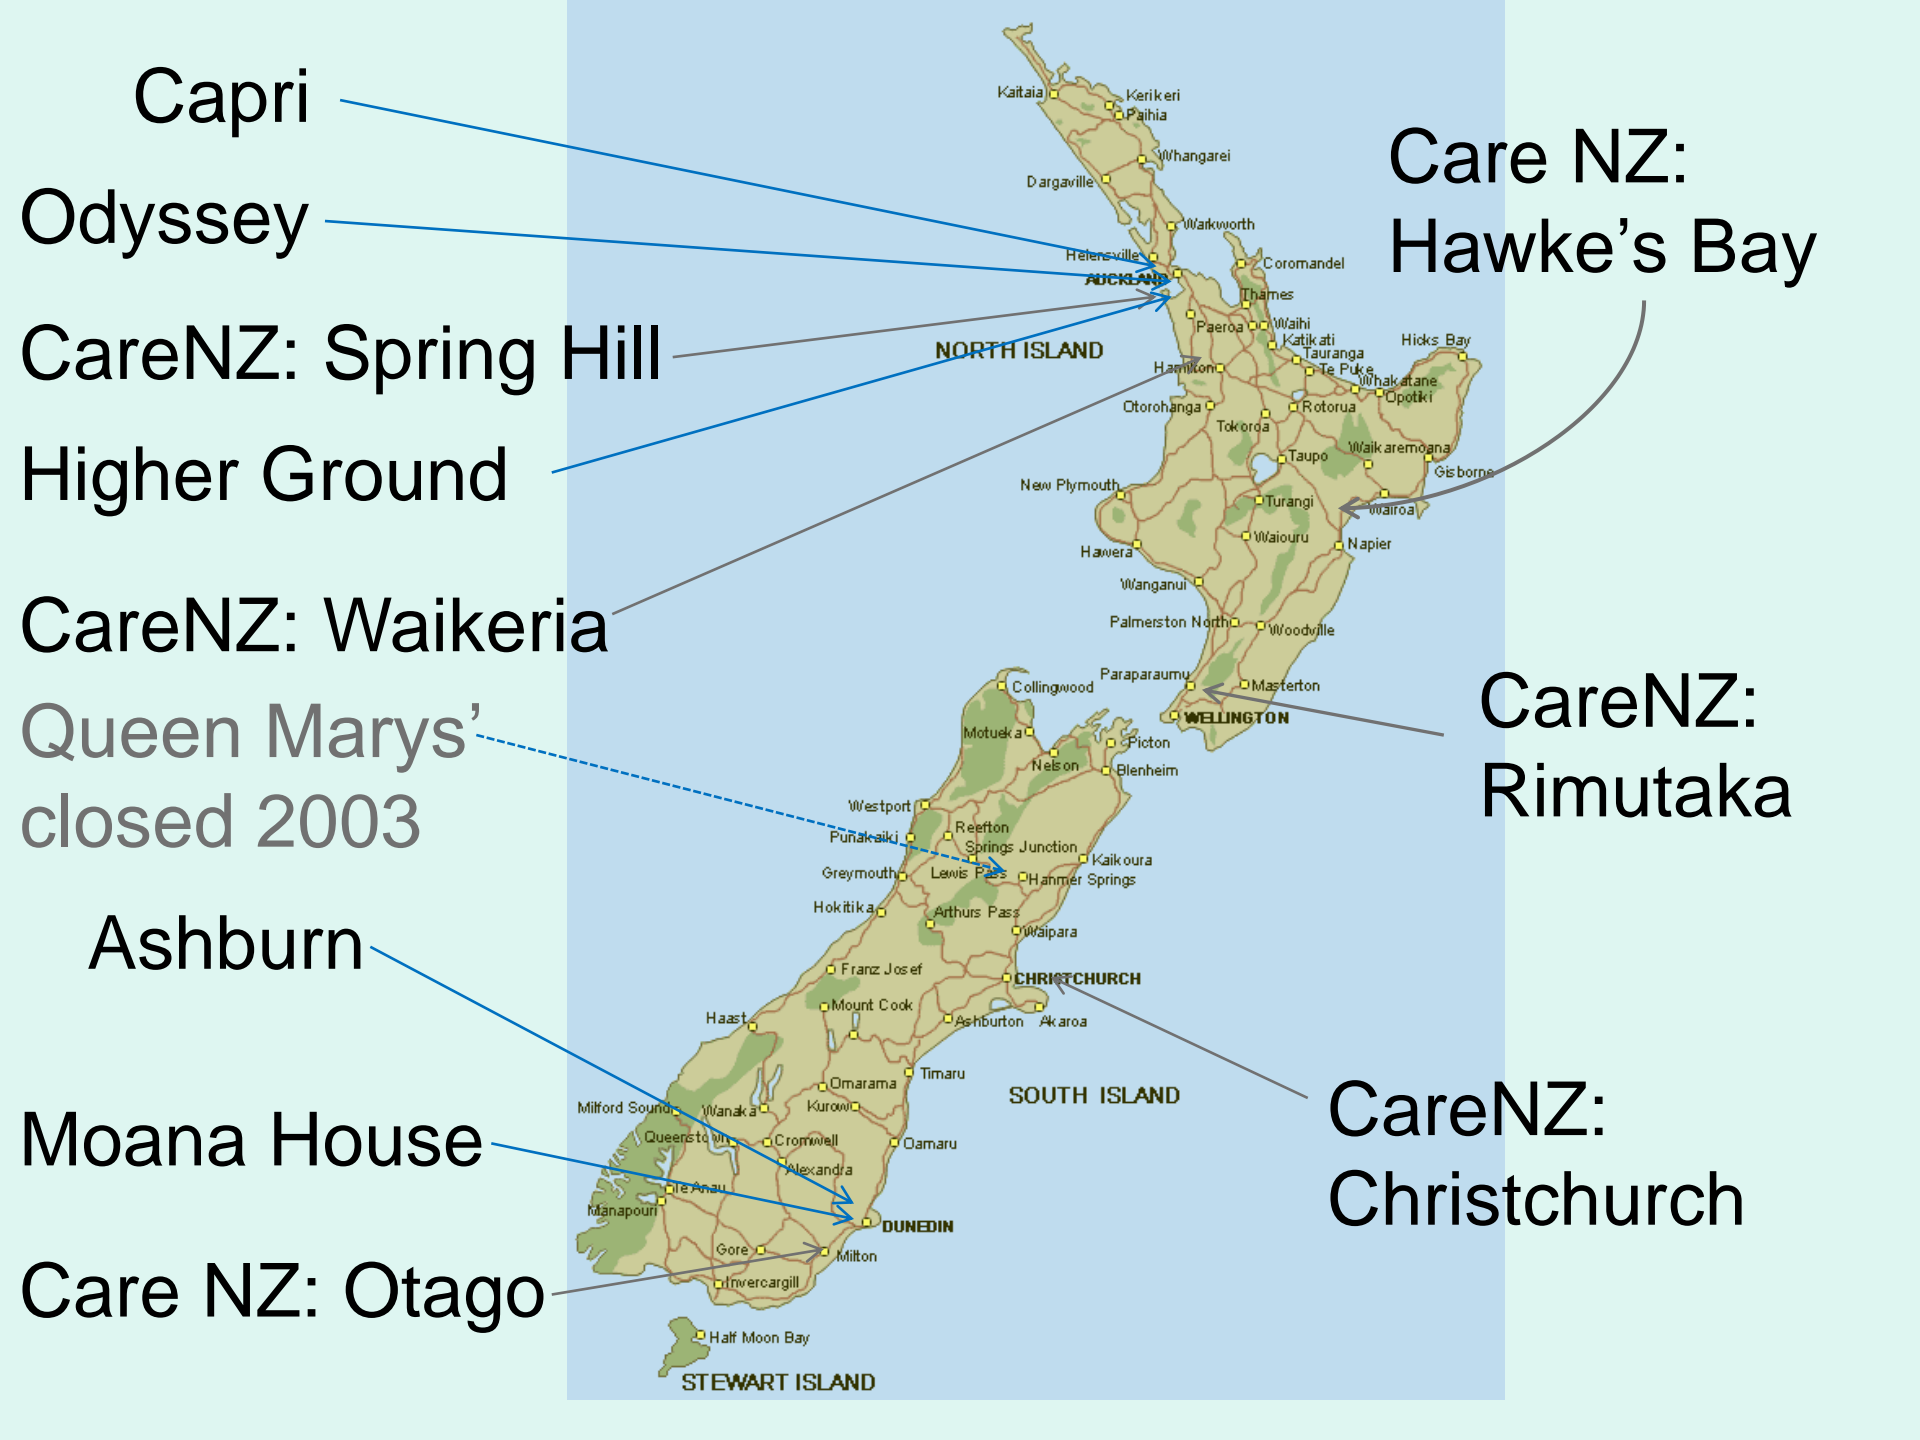 Capri
Odyssey
CareNZ: Spring Hill
Higher Ground
CareNZ: Waikeria
Queen Marys’
closed 2003
Ashburn
Moana House
Care NZ: Otago
Care NZ:
Hawke’s Bay
CareNZ:
Rimutaka
CareNZ:
Christchurch
Kaitaia
Kerikeri
Paihia
Whangarei
Dargaville
Warkworth
Helensville
Coromandel
AUCKLAND
Thames
Paeroa
Waihi
Katikati
Hicks Bay
NORTH ISLAND
Tauranga
Hamilton
Te Puke
Whakatane
Opotiki
Otorohanga
Rotorua
Tokoroa
Waikaremoana
Taupo
Gisborne
New Plymouth
Turangi
Wairoa
Waiouru
Napier
Hawera
Wanganui
Palmerston North
Woodville
Paraparaumu
Masterton
Collingwood
WELLINGTON
Motueka
Picton
Nelson
Blenheim
Westport
Reefton
Punakaiki
Springs Junction
Kaikoura
Greymouth
Lewis Pass
Hanmer Springs
Hokitika
Arthurs Pass
Waipara
Franz Josef
CHRISTCHURCH
Mount Cook
Haast
Ashburton
Akaroa
Timaru
Omarama
SOUTH ISLAND
Milford Sound
Wanaka
Kurow
Queenstown
Cromwell
Oamaru
Alexandra
Te Anau
Manapouri
DUNEDIN
Gore
Milton
Invercargill
Half Moon Bay
STEWART ISLAND